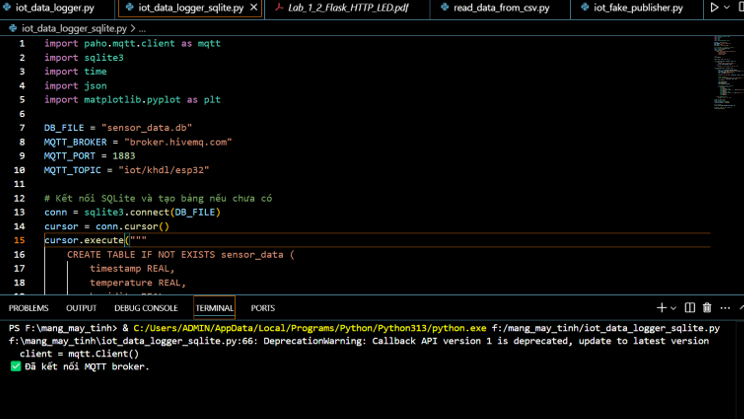 iot_data_logger.py iot_data_logger_sqlite.py Lab_1_2_Flask_HTTP_LED.pdf read_data_from_csv.py iot_fake_publisher.py
iot_data_logger_sqlite.py > ...
1 import paho.mqtt.client as mqtt
2 import sqlite3
3 import time
4 import json
5 import matplotlib.pyplot as plt
6
7 DB_FILE = "sensor_data.db"
8 MQTT_BROKER = "broker.hivemq.com"
9 MQTT_PORT = 1883
10 MQTT_TOPIC = "iot/khdl/esp32"
11
12 # Kết nối SQLite và tạo bảng nếu chưa có
13 conn = sqlite3.connect(DB_FILE)
14 cursor = conn.cursor()
15 cursor.execute("""
16 CREATE TABLE IF NOT EXISTS sensor_data (
17 timestamp REAL,
18 temperature REAL,
PROBLEMS OUTPUT DEBUG CONSOLE TERMINAL PORTS
PS F:\mang_may_tinh> & C:/Users/ADMIN/AppData/Local/Programs/Python/Python313/python.exe f:/mang_may_tinh/iot_data_logger_sqlite.py
f:\mang_may_tinh\iot_data_logger_sqlite.py:66: DeprecationWarning: Callback API version 1 is deprecated, update to latest version
client = mqtt.Client()
✅ Đã kết nối MQTT broker.